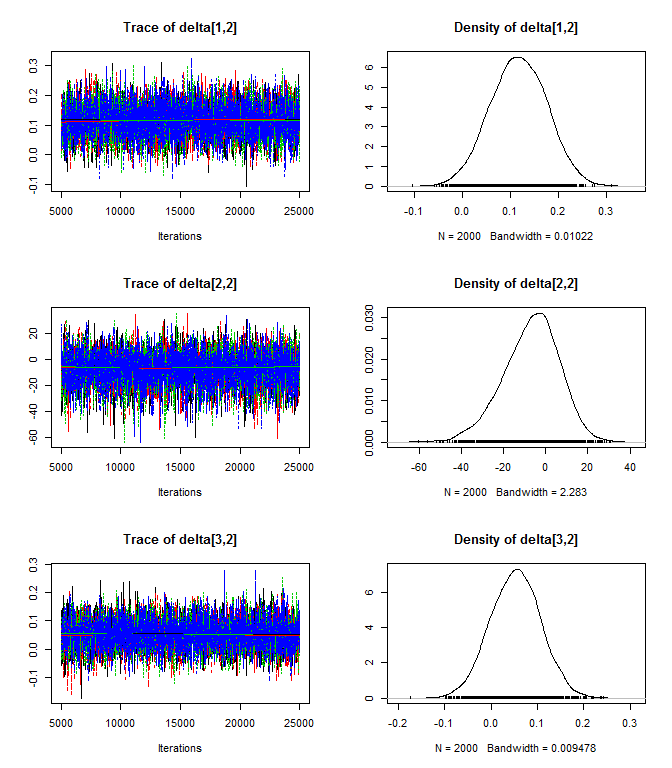 Trace of delta[1,2]
0.3
0.2
0.1
0.0
-0.1
5000 10000 15000 20000 25000
Iterations
Density of delta[1,2]
6
5
4
3
2
1
0
-0.1 0.0 0.1 0.2 0.3
N = 2000 Bandwidth = 0.01022
Trace of delta[2,2]
20
0
-20
-40
-60
5000 10000 15000 20000 25000
Iterations
Density of delta[2,2]
0.030
0.020
0.010
0.000
-60 -40 -20 0 20 40
N = 2000 Bandwidth = 2.283
Trace of delta[3,2]
0.3
0.2
0.1
0.0
-0.1
5000 10000 15000 20000 25000
Iterations
Density of delta[3,2]
6
4
2
0
-0.2 -0.1 0.0 0.1 0.2 0.3
N = 2000 Bandwidth = 0.009478